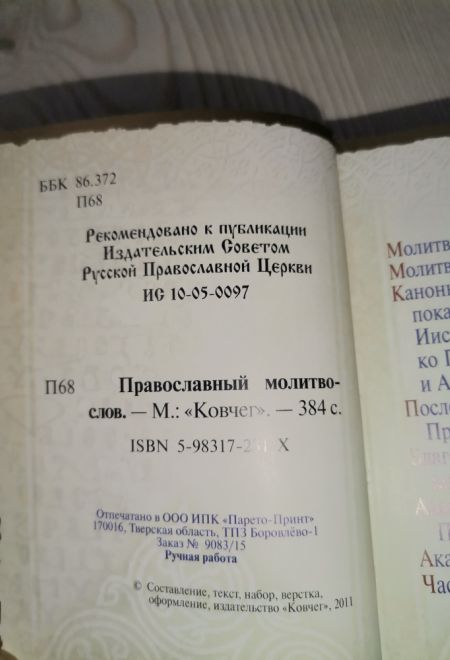 ББК 86.372
П68
Рекомендовано к публикации
Издательским Советом
Русской Православной Церкви
ИС 10-05-0097
П68 Православный молитво-
слов. — М.: «Ковчег». — 384 с.
ISBN 5-98317- X
Отпечатано в ООО ИПК «Парето-Принт»
170016, Тверская область, ТПЗ Боровлёво-1
Заказ № 9083/15
Ручная работа
© Составление, текст, набор, верстка,
оформление, издательство «Ковчег», 2011
Молитв
Молитв
Канонь
пока
Иис
ко
и А
Посл
Пр
Ака
Час